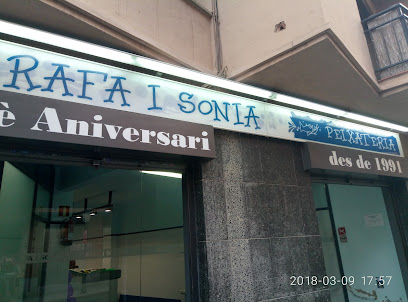 RAFA I SONIA
PEIXATERIA
è Aniversari
des de 1991
2018-03-09 17:57